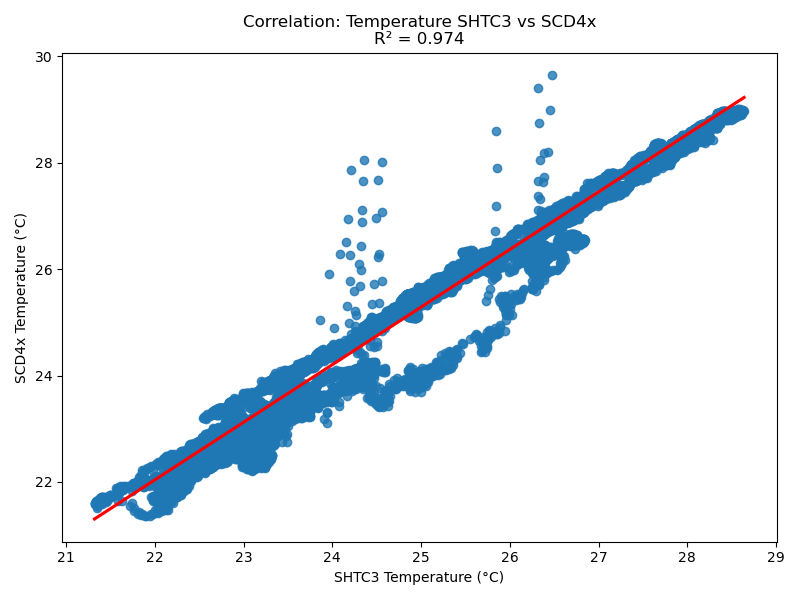 Correlation: Temperature SHTC3 vs SCD4x
R² = 0.974
30
28
26
24
22
SCD4x Temperature (°C)
21 22 23 24 25 26 27 28 29
SHTC3 Temperature (°C)